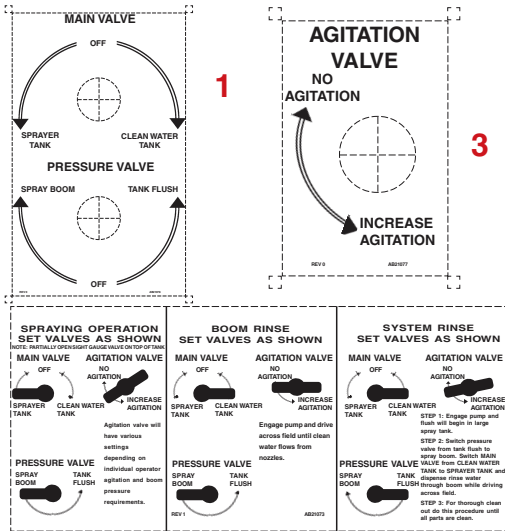 MAIN VALVE
OFF
SPRAYER
TANK
CLEAN WATER
TANK
PRESSURE VALVE
SPRAY BOOM
TANK FLUSH
OFF
1
AGITATION
VALVE
NO
AGITATION
INCREASE
AGITATION
REV 0
AB21077
3
SPRAYING OPERATION
SET VALVES AS SHOWN
NOTE: PARTIALLY OPEN SIGHT GAUGE VALVE ON TOP OF TANK
MAIN VALVE
OFF
SPRAYER
TANK
CLEAN WATER
TANK
AGITATION VALVE
NO
AGITATION
INCREASE
AGITATION
Agitation valve will
have various
settings
depending on
individual operator
agitation and boom
pressure
requirements.
PRESSURE VALVE
SPRAY
BOOM
TANK
FLUSH
BOOM RINSE
SET VALVES AS SHOWN
MAIN VALVE
OFF
SPRAYER
TANK
CLEAN WATER
TANK
AGITATION VALVE
NO
AGITATION
INCREASE
AGITATION
Engage pump and drive
across field until clean
water flows from
nozzles.
PRESSURE VALVE
SPRAY
BOOM
TANK
FLUSH
REV 1
AB21073
SYSTEM RINSE
SET VALVES AS SHOWN
MAIN VALVE
OFF
SPRAYER
TANK
CLEAN WATER
TANK
AGITATION VALVE
NO
AGITATION
INCREASE
AGITATION
STEP 1: Engage pump and
flush will begin in large
spray tank.
STEP 2: Switch pressure
valve from tank flush to
spray boom. Switch MAIN
VALVE from CLEAN WATER
TANK to SPRAYER TANK and
dispense rinse water
through boom while driving
across field.
STEP 3: For thorough clean
out do this procedure until
all parts are clean.
PRESSURE VALVE
SPRAY
BOOM
TANK
FLUSH